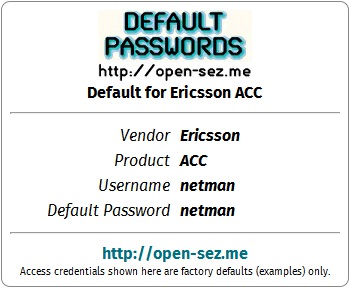 DEFAULT
PASSWORDS
http://open-sez.me
Default for Ericsson ACC
Vendor Ericsson
Product ACC
Username netman
Default Password netman
http://open-sez.me
Access credentials shown here are factory defaults (examples) only.